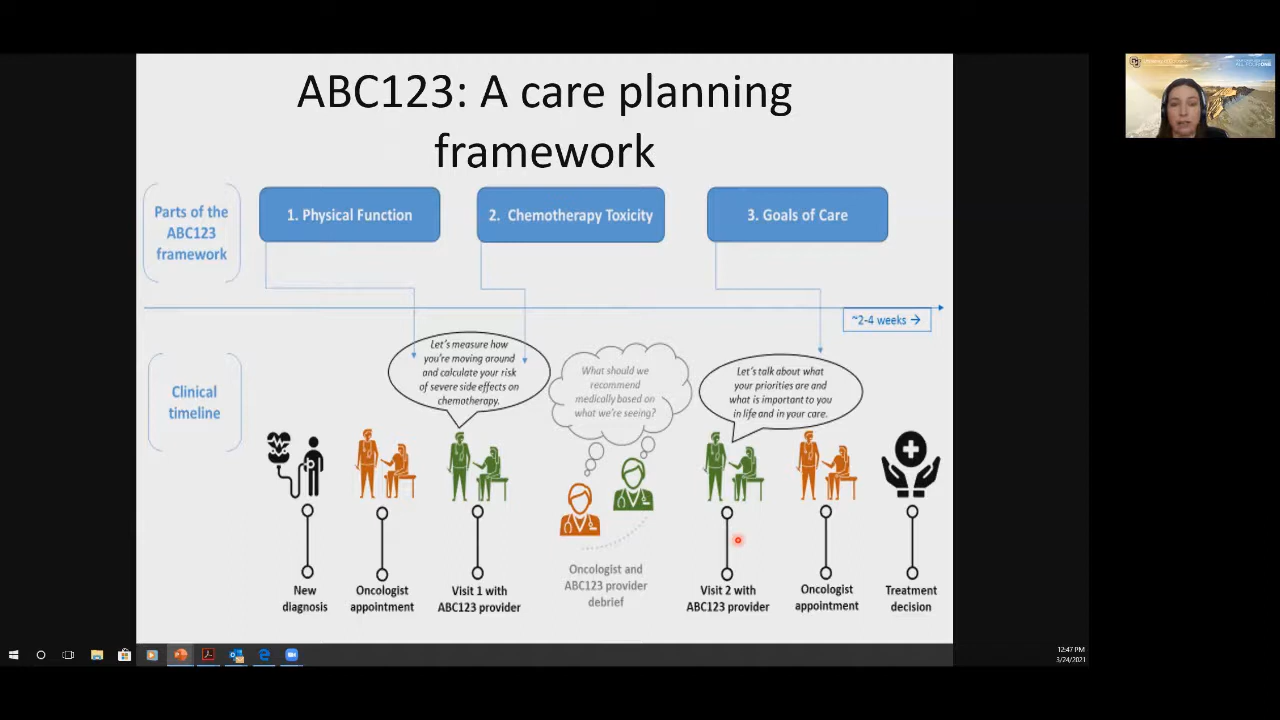 ABC123: A care planning
framework
Parts of the
ABC123
framework
1. Physical Function
2. Chemotherapy Toxicity
3. Goals of Care
~2-4 weeks →
Clinical
timeline
Let's measure how
you're moving around
and calculate your risk
of severe side effects on
chemotherapy.
What should we
recommend
medically based on
what we're seeing?
Let's talk about what
your priorities are and
what is important to you
in life and in your care.
New
diagnosis
Oncologist
appointment
Visit 1 with
ABC123 provider
Oncologist and
ABC123 provider
debrief
Visit 2 with
ABC123 provider
Oncologist
appointment
Treatment
decision
12:47 PM
3/24/2021